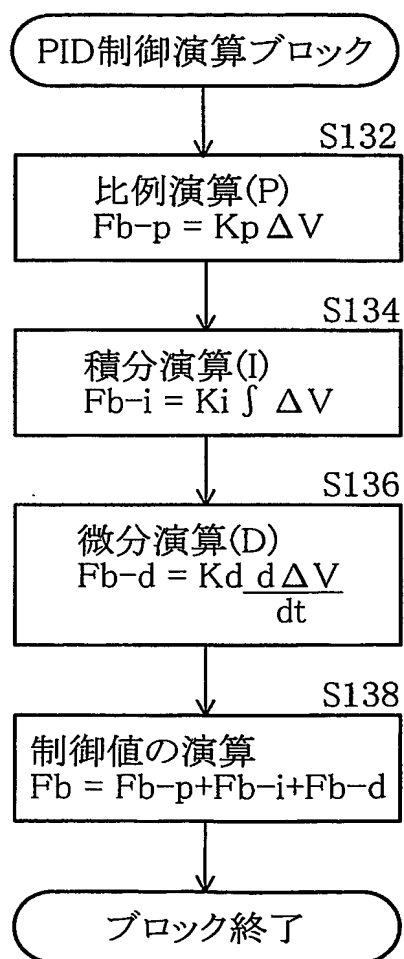 PID制御演算ブロック
S132
比例演算(P)
Fb-p = Kp ΔV
S134
積分演算(I)
Fb-i = Ki ∫ ΔV
S136
微分演算(D)
Fb-d = Kd dΔV
dt
S138
制御値の演算
Fb = Fb-p+Fb-i+Fb-d
ブロック終了